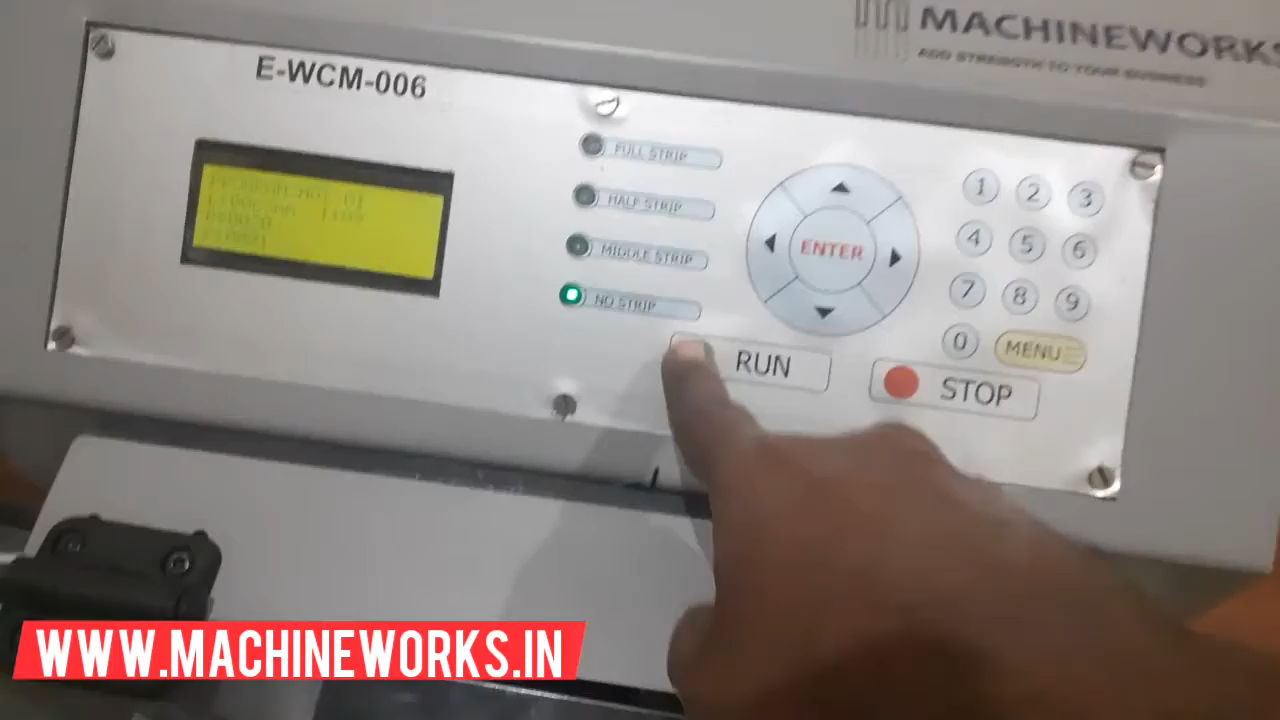 MACHINEWORKS
ADD STRENGTH TO YOUR BUSINESS
E-WCM-006
FULL STRIP
HALF STRIP
MIDDLE STRIP
NO STRIP
ENTER
1 2 3
4 5 6
7 8 9
0 MENU
RUN
STOP
WWW.MACHINEWORKS.IN